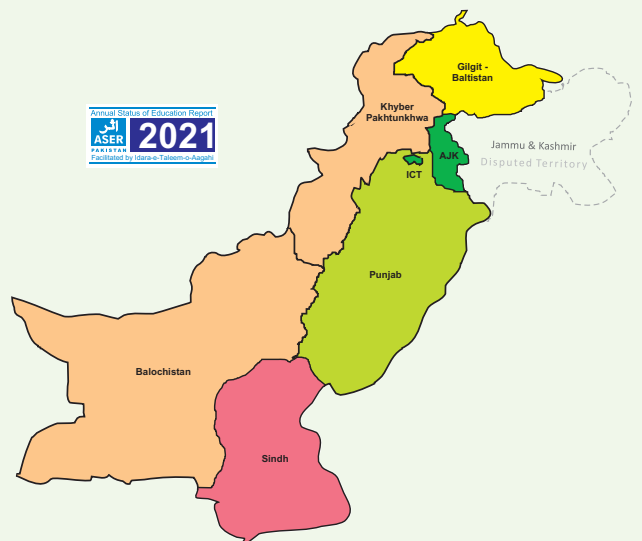 Gilgit -
Baltistan
Khyber
Pakhtunkhwa
Annual Status of Education Report
اثر
ASER
PAKISTAN
2021
Facilitated by Idara-e-Taleem-o-Aagahi
AJK
Jammu & Kashmir
Disputed Territory
ICT
Punjab
Balochistan
Sindh